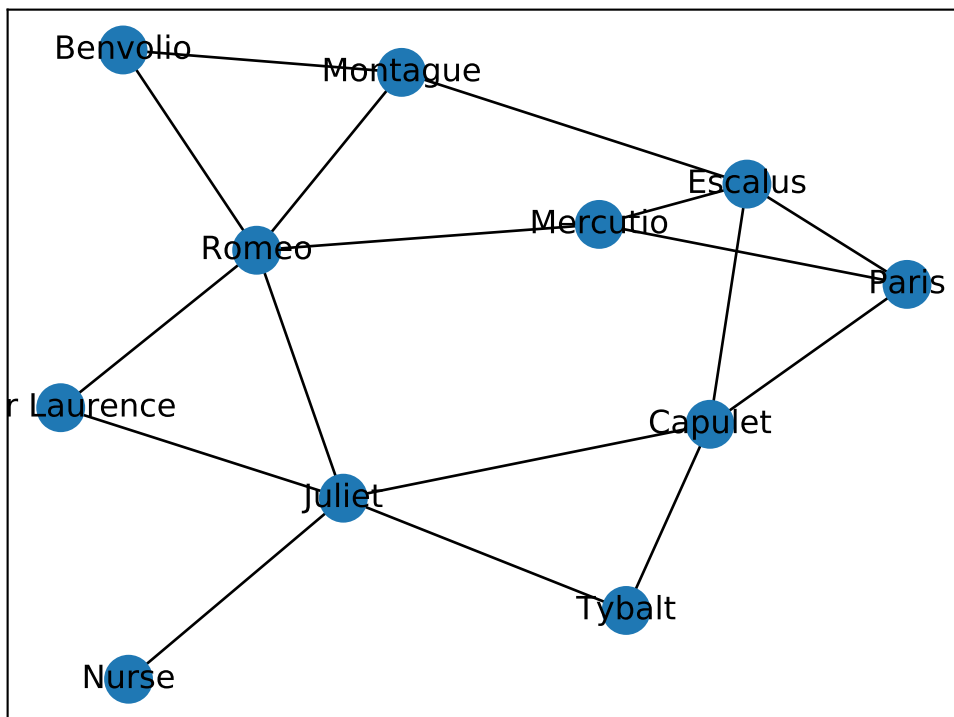 Benvolio
Montague
Escalus
Mercutio
Romeo
Paris
r Laurence
Capulet
Juliet
Tybalt
Nurse